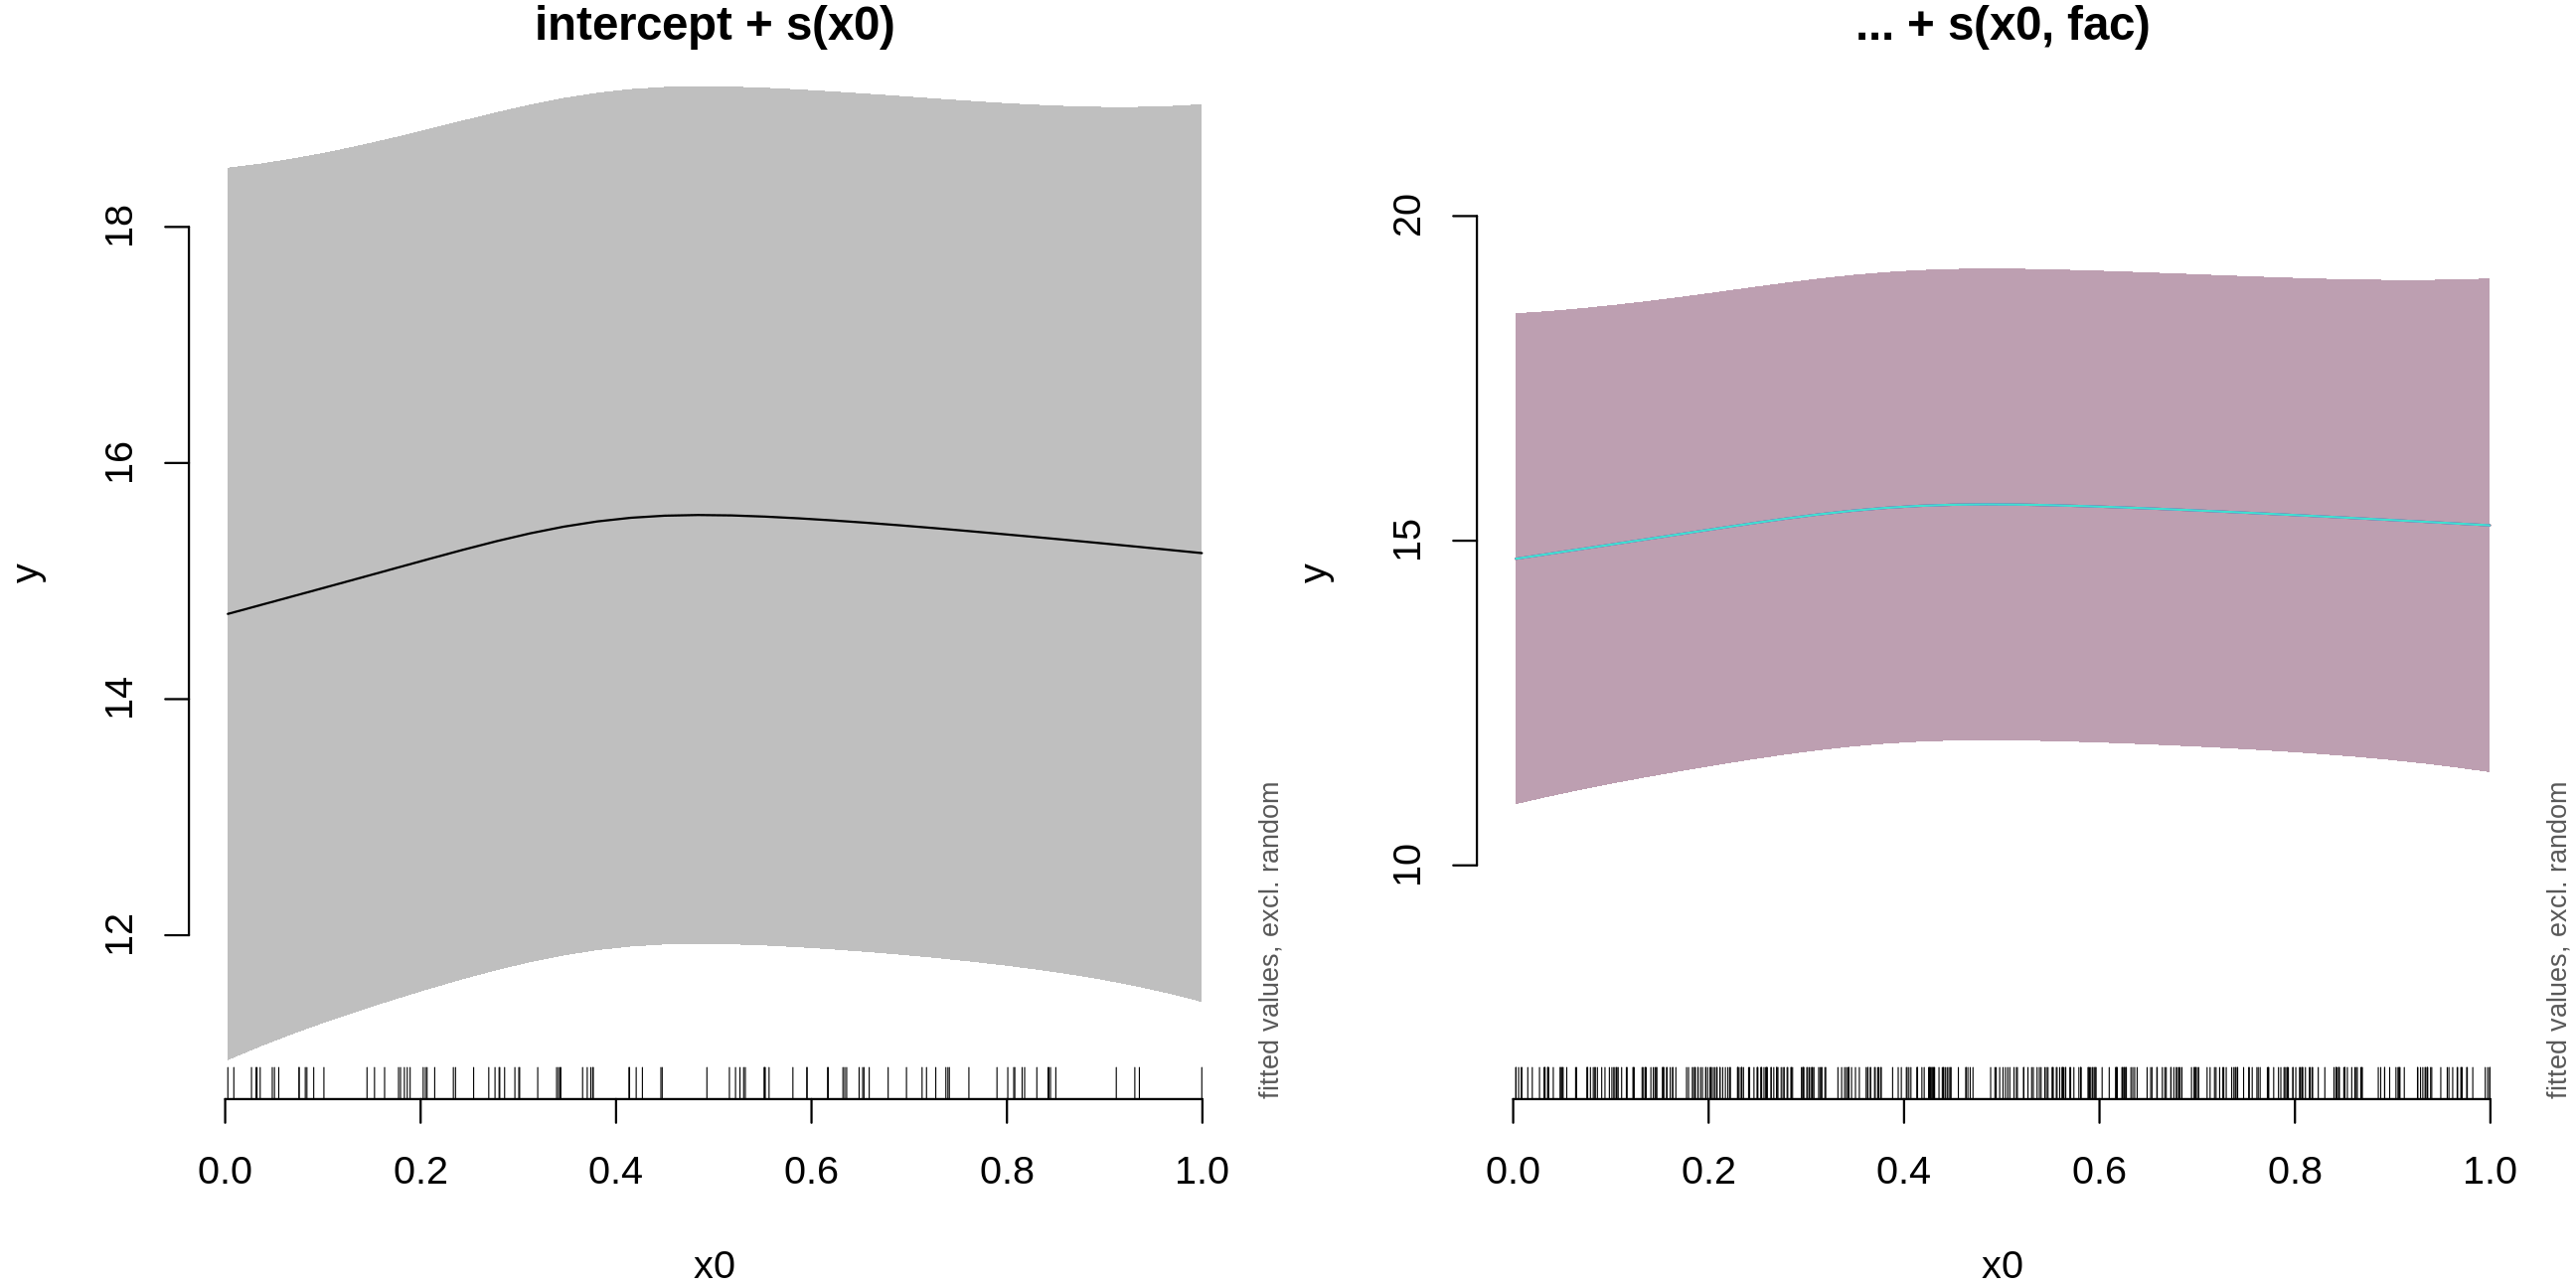 intercept + s(x0)
y
18
16
14
12
0.0 0.2 0.4 0.6 0.8 1.0
x0
fitted values, excl. random
... + s(x0, fac)
y
20
15
10
0.0 0.2 0.4 0.6 0.8 1.0
x0
fitted values, excl. random